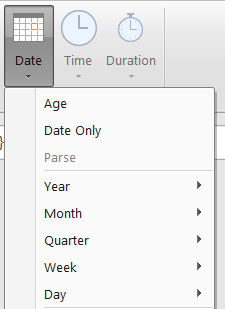 Date Time Duration
}
Age
Date Only
Parse
Year
Month
Quarter
Week
Day